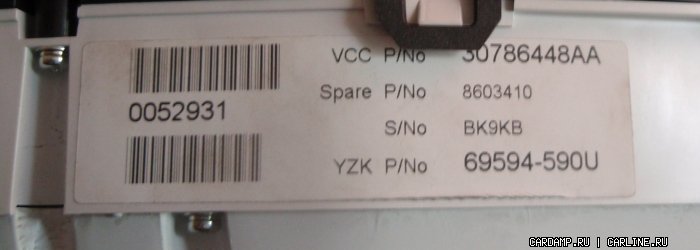 VCC P/No 30786448AA
Spare P/No 8603410
0052931
S/No BK9KB
YZK P/No 69594-590U
CARDAMP.RU | CARLINE.RU